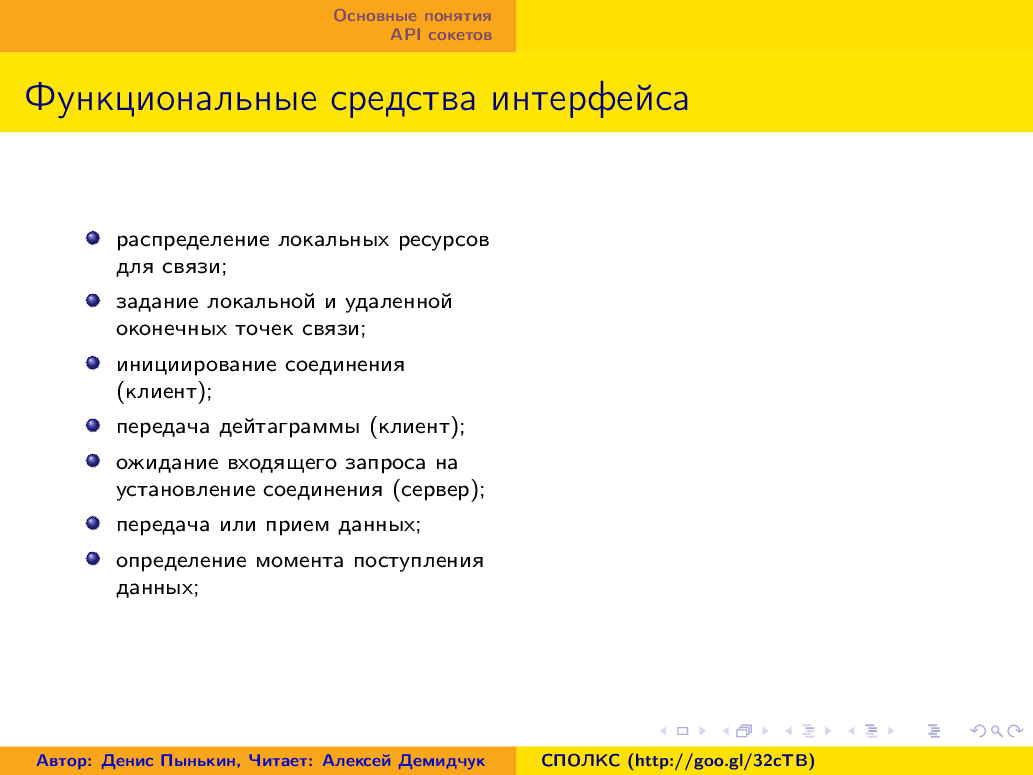 Основные понятия
API сокетов
Функциональные средства интерфейса
распределение локальных ресурсов
для связи;
задание локальной и удаленной
оконечных точек связи;
инициирование соединения
(клиент);
передача дейтаграммы (клиент);
ожидание входящего запроса на
установление соединения (сервер);
передача или прием данных;
определение момента поступления
данных;
Автор: Денис Пынькин, Читает: Алексей Демидчук
СПОЛКС (http://goo.gl/32cTB)